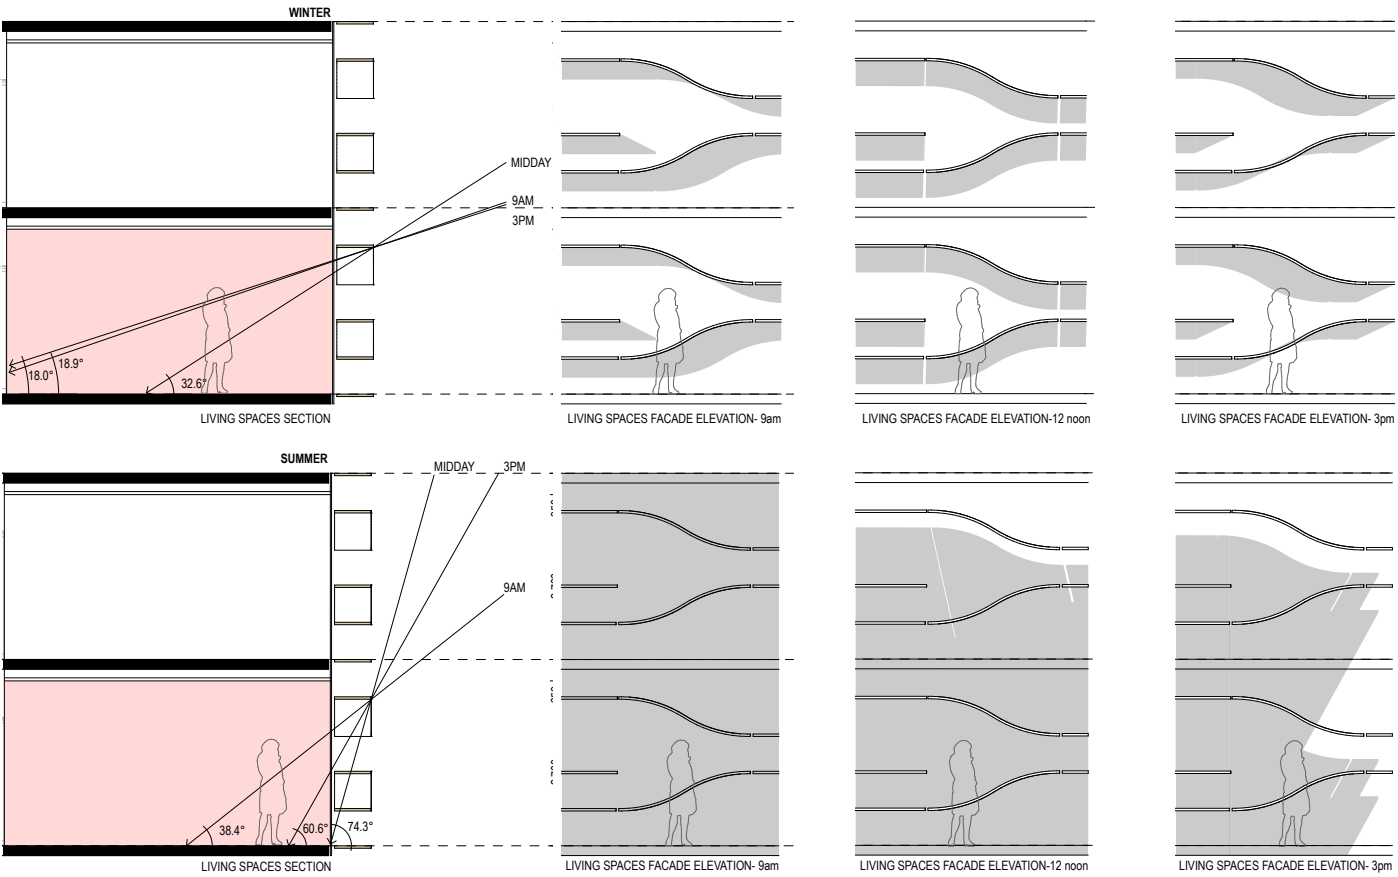 WINTER
MIDDAY
9AM
3PM
18.9°
18.0°
32.6°
LIVING SPACES SECTION
LIVING SPACES FACADE ELEVATION- 9am
LIVING SPACES FACADE ELEVATION-12 noon
LIVING SPACES FACADE ELEVATION- 3pm
SUMMER
MIDDAY
3PM
9AM
38.4°
60.6°
74.3°
LIVING SPACES SECTION
LIVING SPACES FACADE ELEVATION- 9am
LIVING SPACES FACADE ELEVATION-12 noon
LIVING SPACES FACADE ELEVATION- 3pm